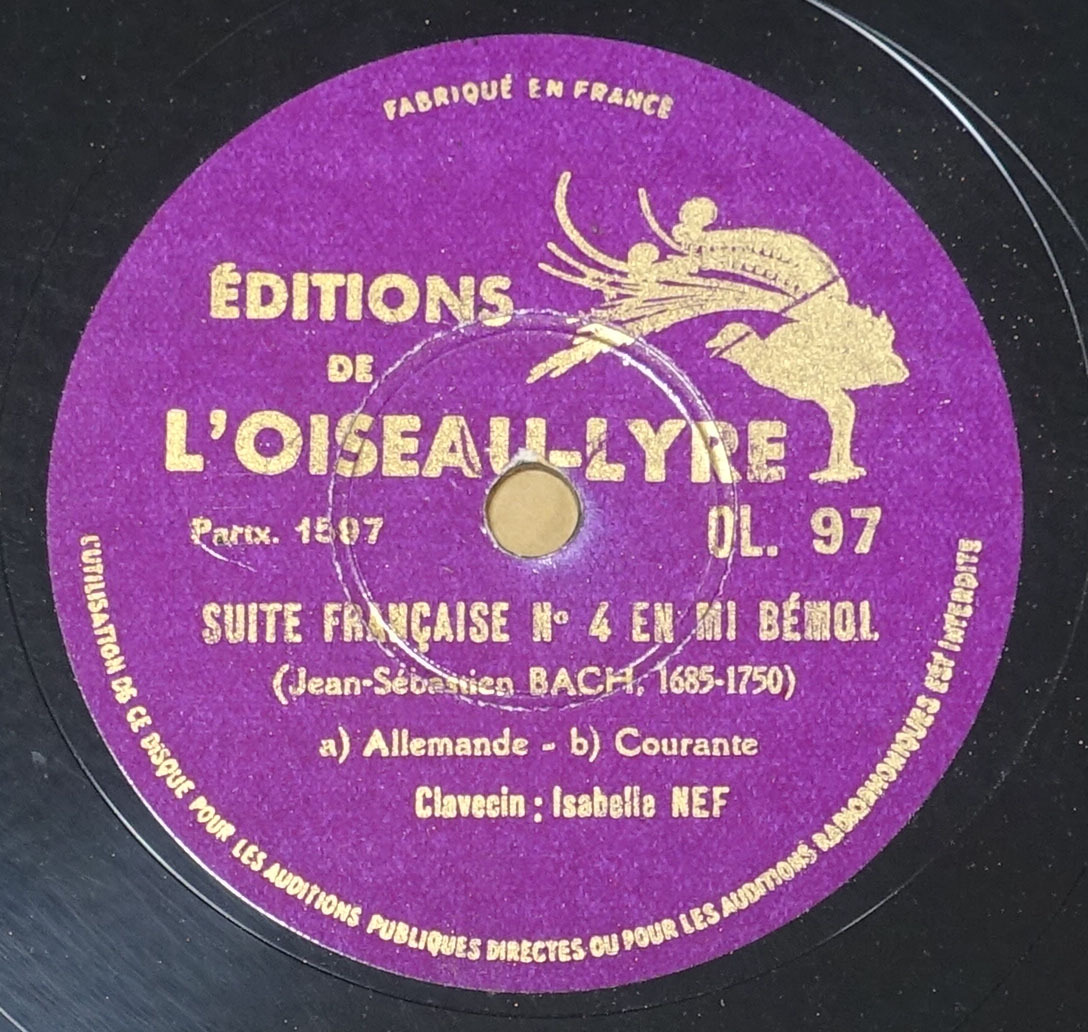 FABRIQUÉ EN FRANCE
ÉDITIONS
DE
L'OISEAU-LYRE
Partx. 1597
OL. 97
SUITE FRANÇAISE Nº 4 EN MI BÉMOL
(Jean-Sébastien BACH, 1685-1750)
a) Allemande - b) Courante
Clavecin : Isabelle NEF
L'UTILISATION DE CE DISQUE POUR LES AUDITIONS PUBLIQUES DIRECTES OU POUR LES AUDITIONS RADIOPHONIQUES EST INTERDITE